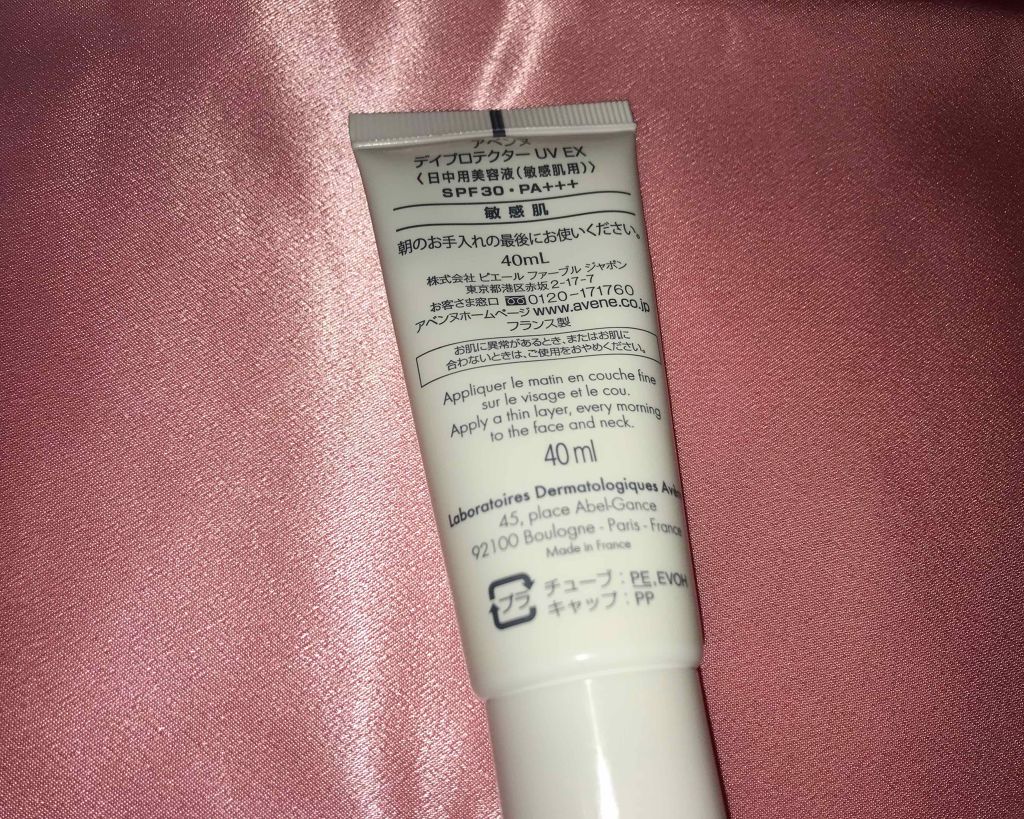 アベンヌ
デイプロテクター UV EX
〈日中用美容液（敏感肌用）〉
SPF30・PA+++
敏感肌
朝のお手入れの最後にお使いください。
40mL
株式会社 ピエール ファーブル ジャポン
東京都港区赤坂2-17-7
お客さま窓口 0120-171760
アベンヌホームページ www.avene.co.jp
フランス製
お肌に異常があるとき、またはお肌に
合わないときは、ご使用をおやめください。
Appliquer le matin en couche fine
sur le visage et le cou.
Apply a thin layer, every morning
to the face and neck.
40 ml
Laboratoires Dermatologiques
45, place Abel-Gance
92100 Boulogne - Paris - France
Made in France
プラ チューブ：PE,EVOH
キャップ：PP